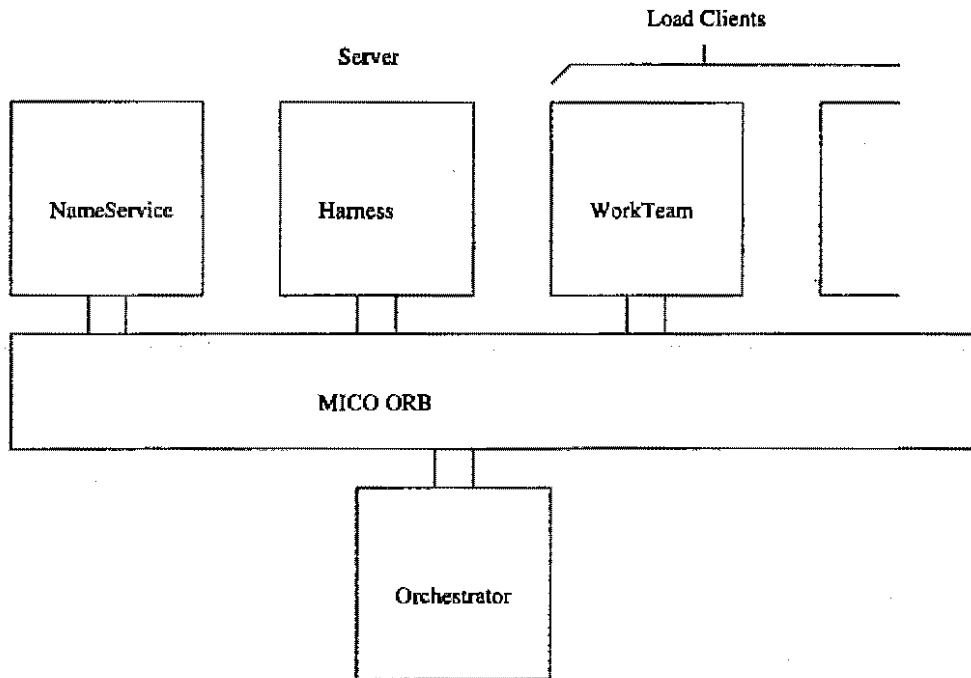 Load Clients
Server
NameService
Harness
WorkTeam
MICO ORB
Orchestrator